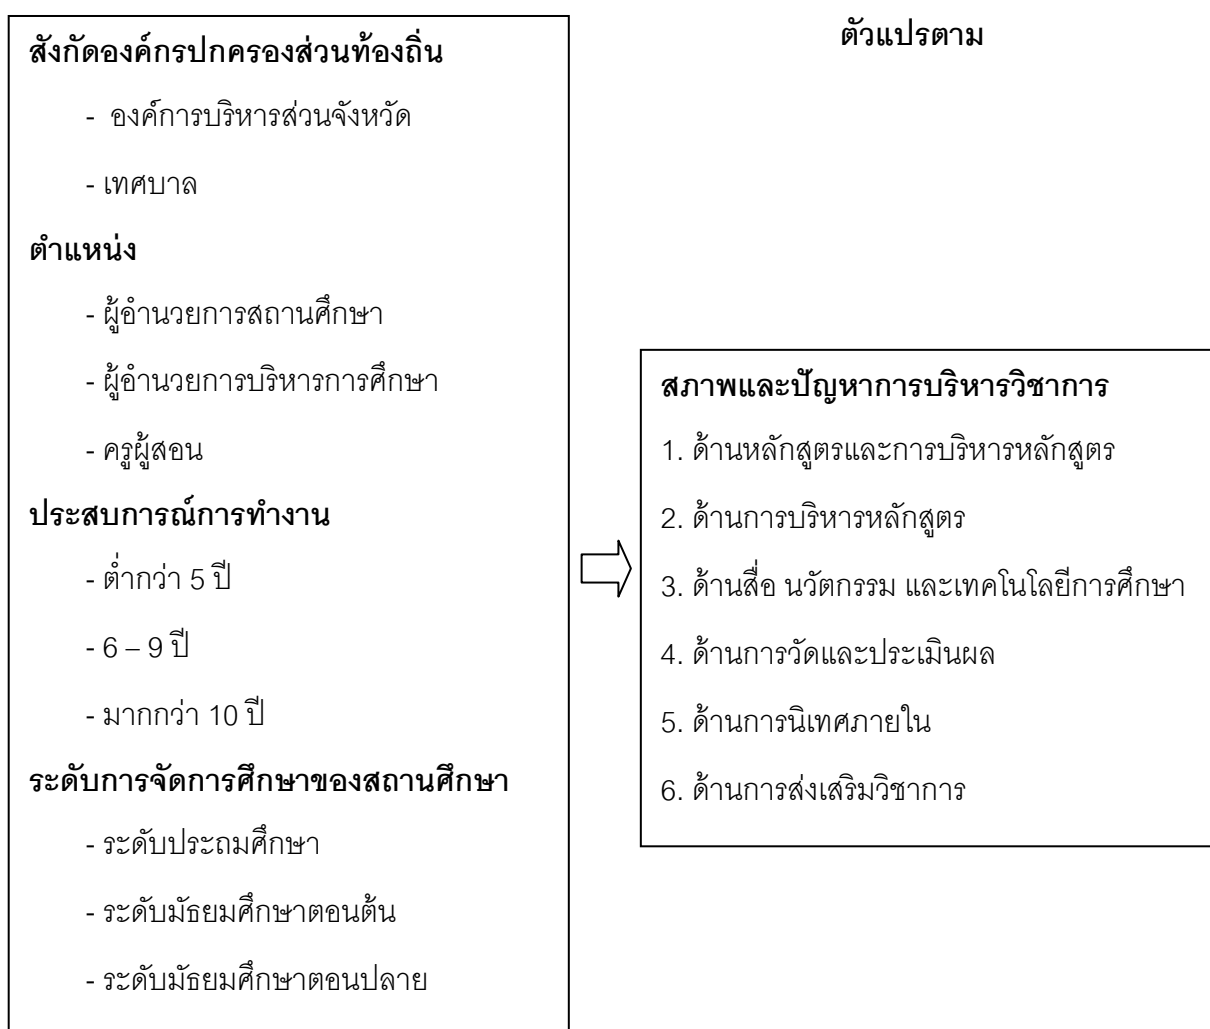 สังกัดองค์กรปกครองส่วนท้องถิ่น
- องค์การบริหารส่วนจังหวัด
- เทศบาล
ตำแหน่ง
- ผู้อำนวยการสถานศึกษา
- ผู้อำนวยการบริหารการศึกษา
- ครูผู้สอน
ประสบการณ์การทำงาน
- ต่ำกว่า 5 ปี
- 6 – 9 ปี
- มากกว่า 10 ปี
ระดับการจัดการศึกษาของสถานศึกษา
- ระดับประถมศึกษา
- ระดับมัธยมศึกษาตอนต้น
- ระดับมัธยมศึกษาตอนปลาย
ตัวแปรตาม
สภาพและปัญหาการบริหารวิชาการ
1. ด้านหลักสูตรและการบริหารหลักสูตร
2. ด้านการบริหารหลักสูตร
3. ด้านสื่อ นวัตกรรม และเทคโนโลยีการศึกษา
4. ด้านการวัดและประเมินผล
5. ด้านการนิเทศภายใน
6. ด้านการส่งเสริมวิชาการ